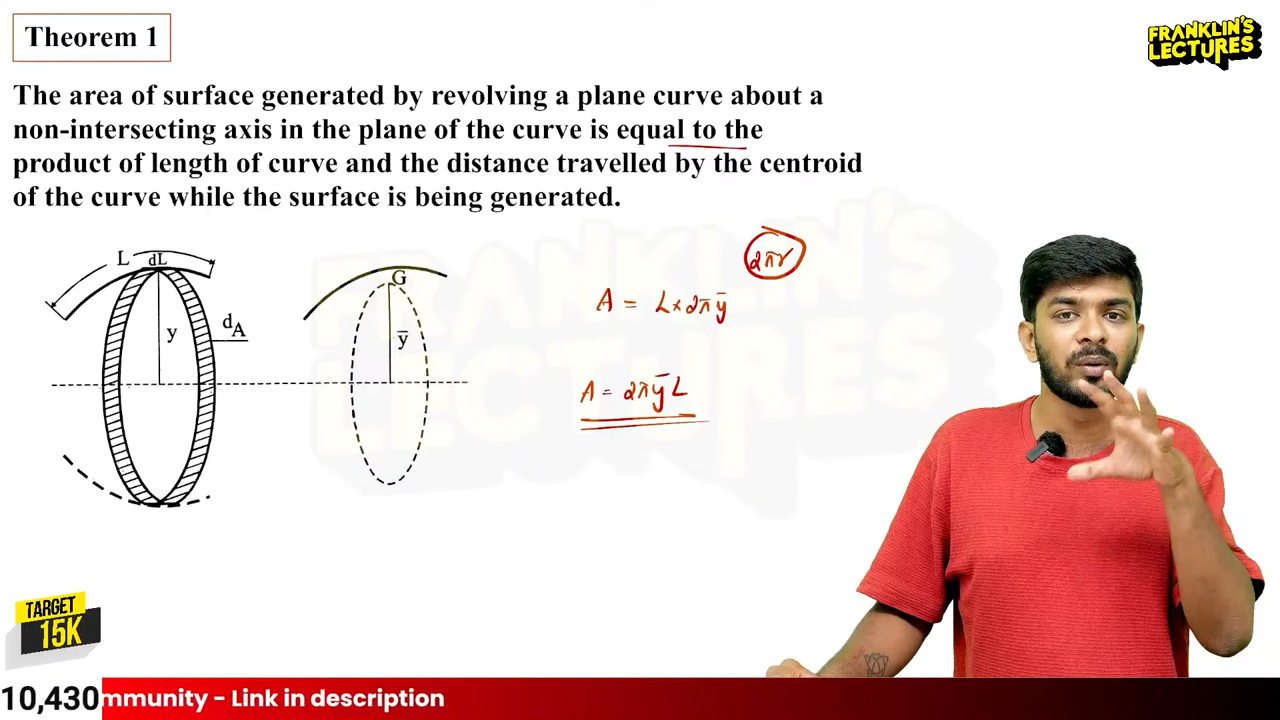 Theorem 1
FRANKLIN'S
LECTURES
The area of surface generated by revolving a plane curve about a
non-intersecting axis in the plane of the curve is equal to the
product of length of curve and the distance travelled by the centroid
of the curve while the surface is being generated.
L
dL
y
dA
G
ȳ
2πr
A = L×2πȳ
A = 2πȳL
FRANKLIN'S
LECTURES
TARGET
15K
10,430
mmunity - Link in description